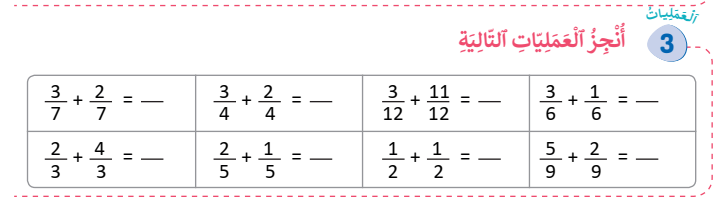 اَلْعَمَلِيّاتُ
3 أُنْجِزُ ٱلْعَمَلِيّاتِ ٱلتّالِيَةِ
3/7 + 2/7 = __ 3/4 + 2/4 = __ 3/12 + 11/12 = __ 3/6 + 1/6 = __
2/3 + 4/3 = __ 2/5 + 1/5 = __ 1/2 + 1/2 = __ 5/9 + 2/9 = __